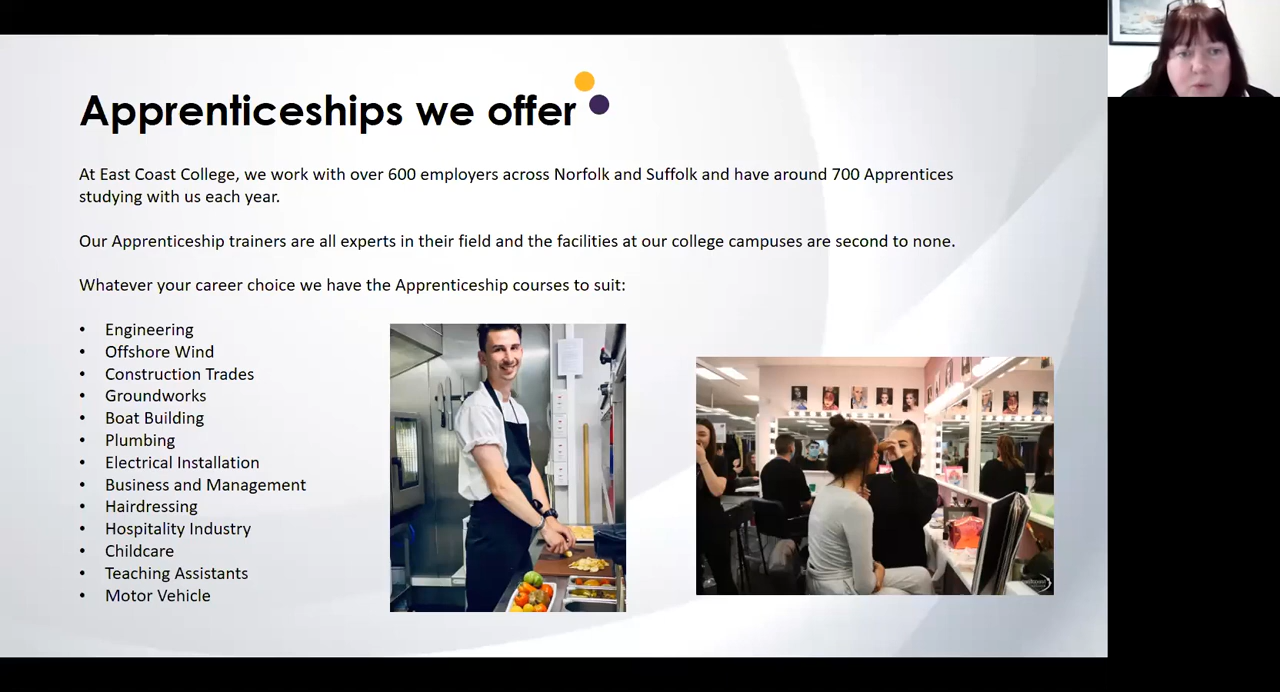 Apprenticeships we offer
At East Coast College, we work with over 600 employers across Norfolk and Suffolk and have around 700 Apprentices
studying with us each year.
Our Apprenticeship trainers are all experts in their field and the facilities at our college campuses are second to none.
Whatever your career choice we have the Apprenticeship courses to suit:
• Engineering
• Offshore Wind
• Construction Trades
• Groundworks
• Boat Building
• Plumbing
• Electrical Installation
• Business and Management
• Hairdressing
• Hospitality Industry
• Childcare
• Teaching Assistants
• Motor Vehicle